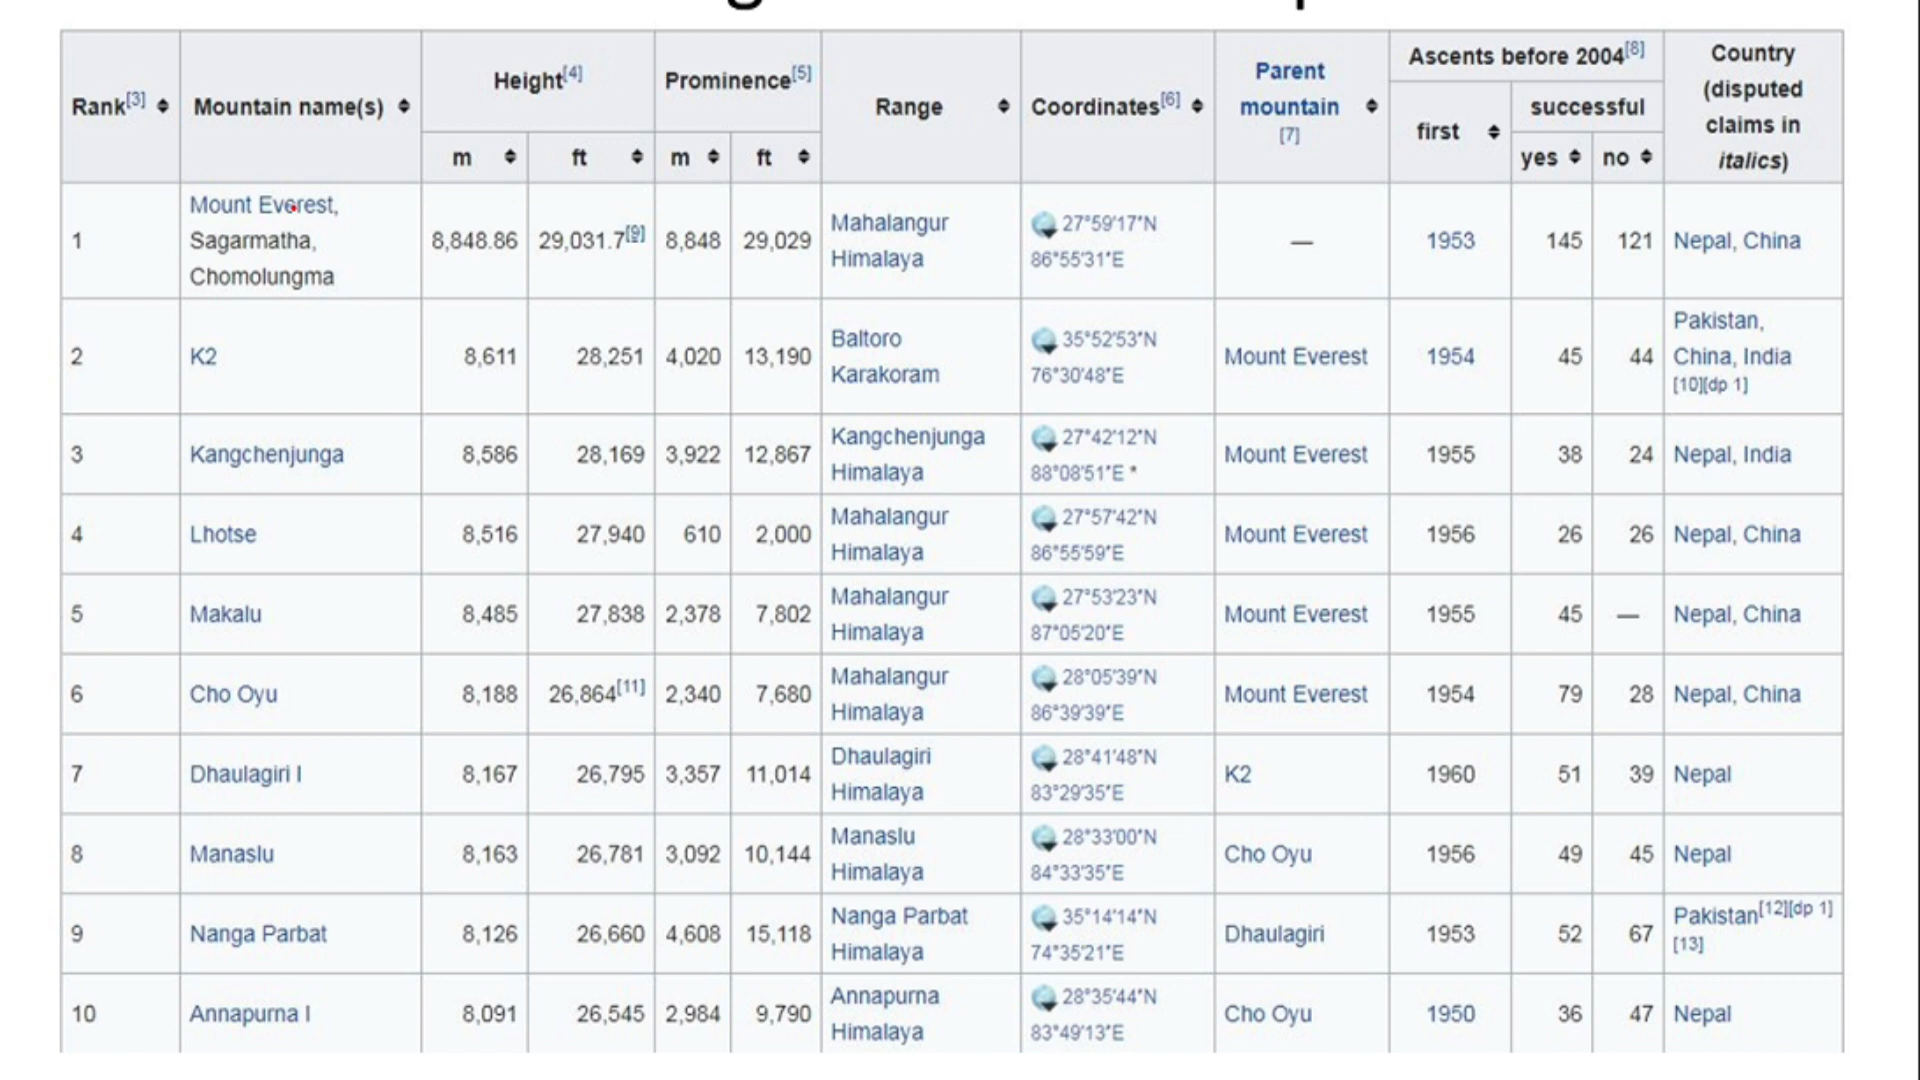 Rank[3] Mountain name(s) Height[4] Prominence[5] Range Coordinates[6] Parent mountain [7] Ascents before 2004[8] Country (disputed claims in italics)
m ft m ft first successful
yes no
1 Mount Everest, Sagarmatha, Chomolungma 8,848.86 29,031.7[9] 8,848 29,029 Mahalangur Himalaya 27°59′17″N 86°55′31″E — 1953 145 121 Nepal, China
2 K2 8,611 28,251 4,020 13,190 Baltoro Karakoram 35°52′53″N 76°30′48″E Mount Everest 1954 45 44 Pakistan, China, India [10][dp 1]
3 Kangchenjunga 8,586 28,169 3,922 12,867 Kangchenjunga Himalaya 27°42′12″N 88°08′51″E * Mount Everest 1955 38 24 Nepal, India
4 Lhotse 8,516 27,940 610 2,000 Mahalangur Himalaya 27°57′42″N 86°55′59″E Mount Everest 1956 26 26 Nepal, China
5 Makalu 8,485 27,838 2,378 7,802 Mahalangur Himalaya 27°53′23″N 87°05′20″E Mount Everest 1955 45 — Nepal, China
6 Cho Oyu 8,188 26,864[11] 2,340 7,680 Mahalangur Himalaya 28°05′39″N 86°39′39″E Mount Everest 1954 79 28 Nepal, China
7 Dhaulagiri I 8,167 26,795 3,357 11,014 Dhaulagiri Himalaya 28°41′48″N 83°29′35″E K2 1960 51 39 Nepal
8 Manaslu 8,163 26,781 3,092 10,144 Manaslu Himalaya 28°33′00″N 84°33′35″E Cho Oyu 1956 49 45 Nepal
9 Nanga Parbat 8,126 26,660 4,608 15,118 Nanga Parbat Himalaya 35°14′14″N 74°35′21″E Dhaulagiri 1953 52 67 Pakistan[12][dp 1] [13]
10 Annapurna I 8,091 26,545 2,984 9,790 Annapurna Himalaya 28°35′44″N 83°49′13″E Cho Oyu 1950 36 47 Nepal